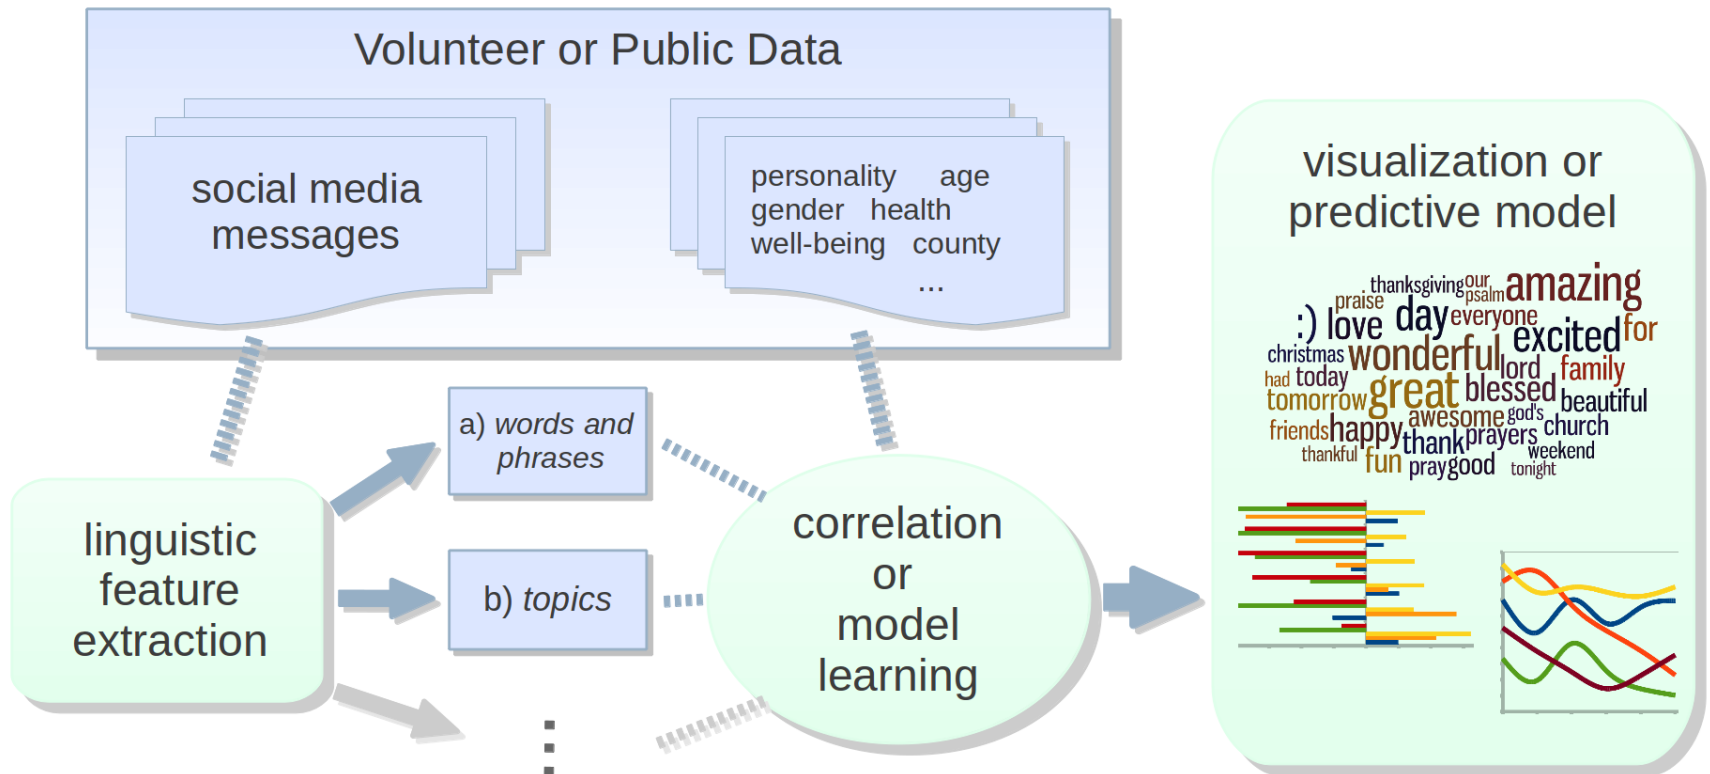 Volunteer or Public Data
social media
messages
personality age
gender health
well-being county
...
linguistic
feature
extraction
a) words and
phrases
b) topics
correlation
or
model
learning
visualization or
predictive model
thanksgiving our amazing
praise psalm
:) love day everyone excited for
christmas wonderful lord family
had today great blessed
tomorrow awesome god's beautiful
friends happy thank prayers church
thankful fun pray good weekend
tonight